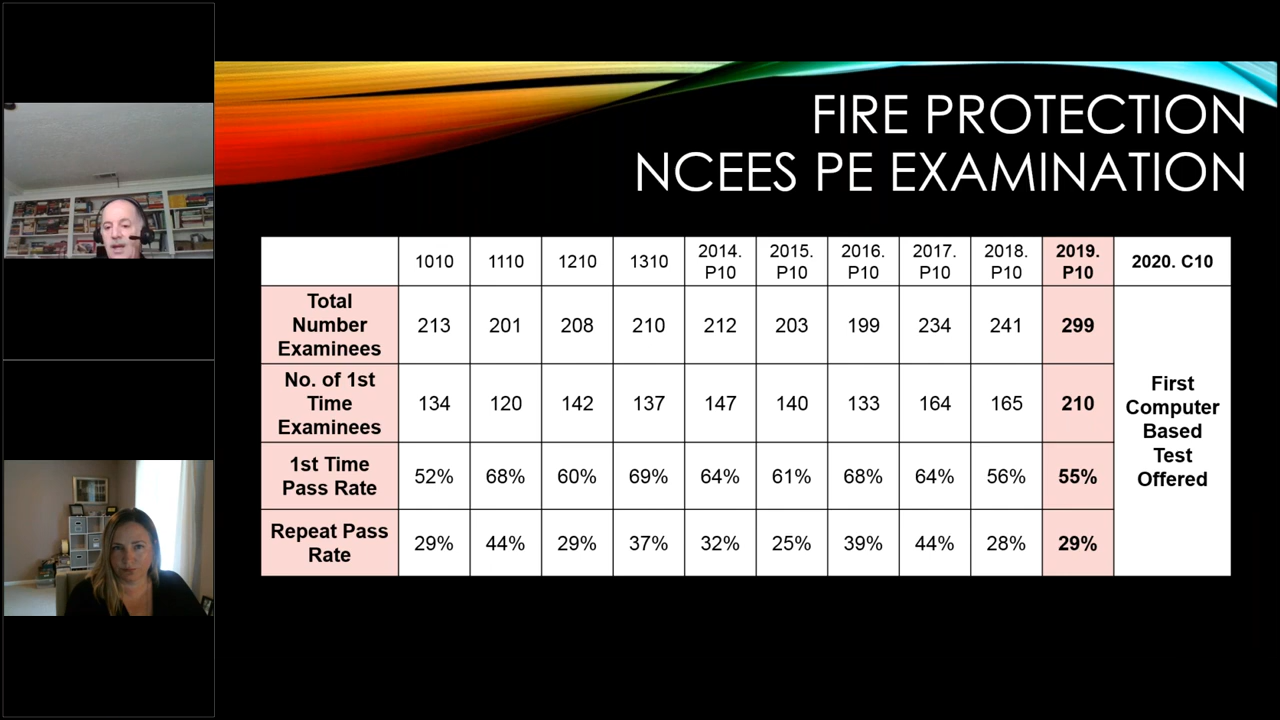 FIRE PROTECTION
NCEES PE EXAMINATION
1010 1110 1210 1310 2014. P10 2015. P10 2016. P10 2017. P10 2018. P10 2019. P10 2020. C10
Total Number Examinees 213 201 208 210 212 203 199 234 241 299
No. of 1st Time Examinees 134 120 142 137 147 140 133 164 165 210
1st Time Pass Rate 52% 68% 60% 69% 64% 61% 68% 64% 56% 55%
Repeat Pass Rate 29% 44% 29% 37% 32% 25% 39% 44% 28% 29%
First
Computer
Based
Test
Offered